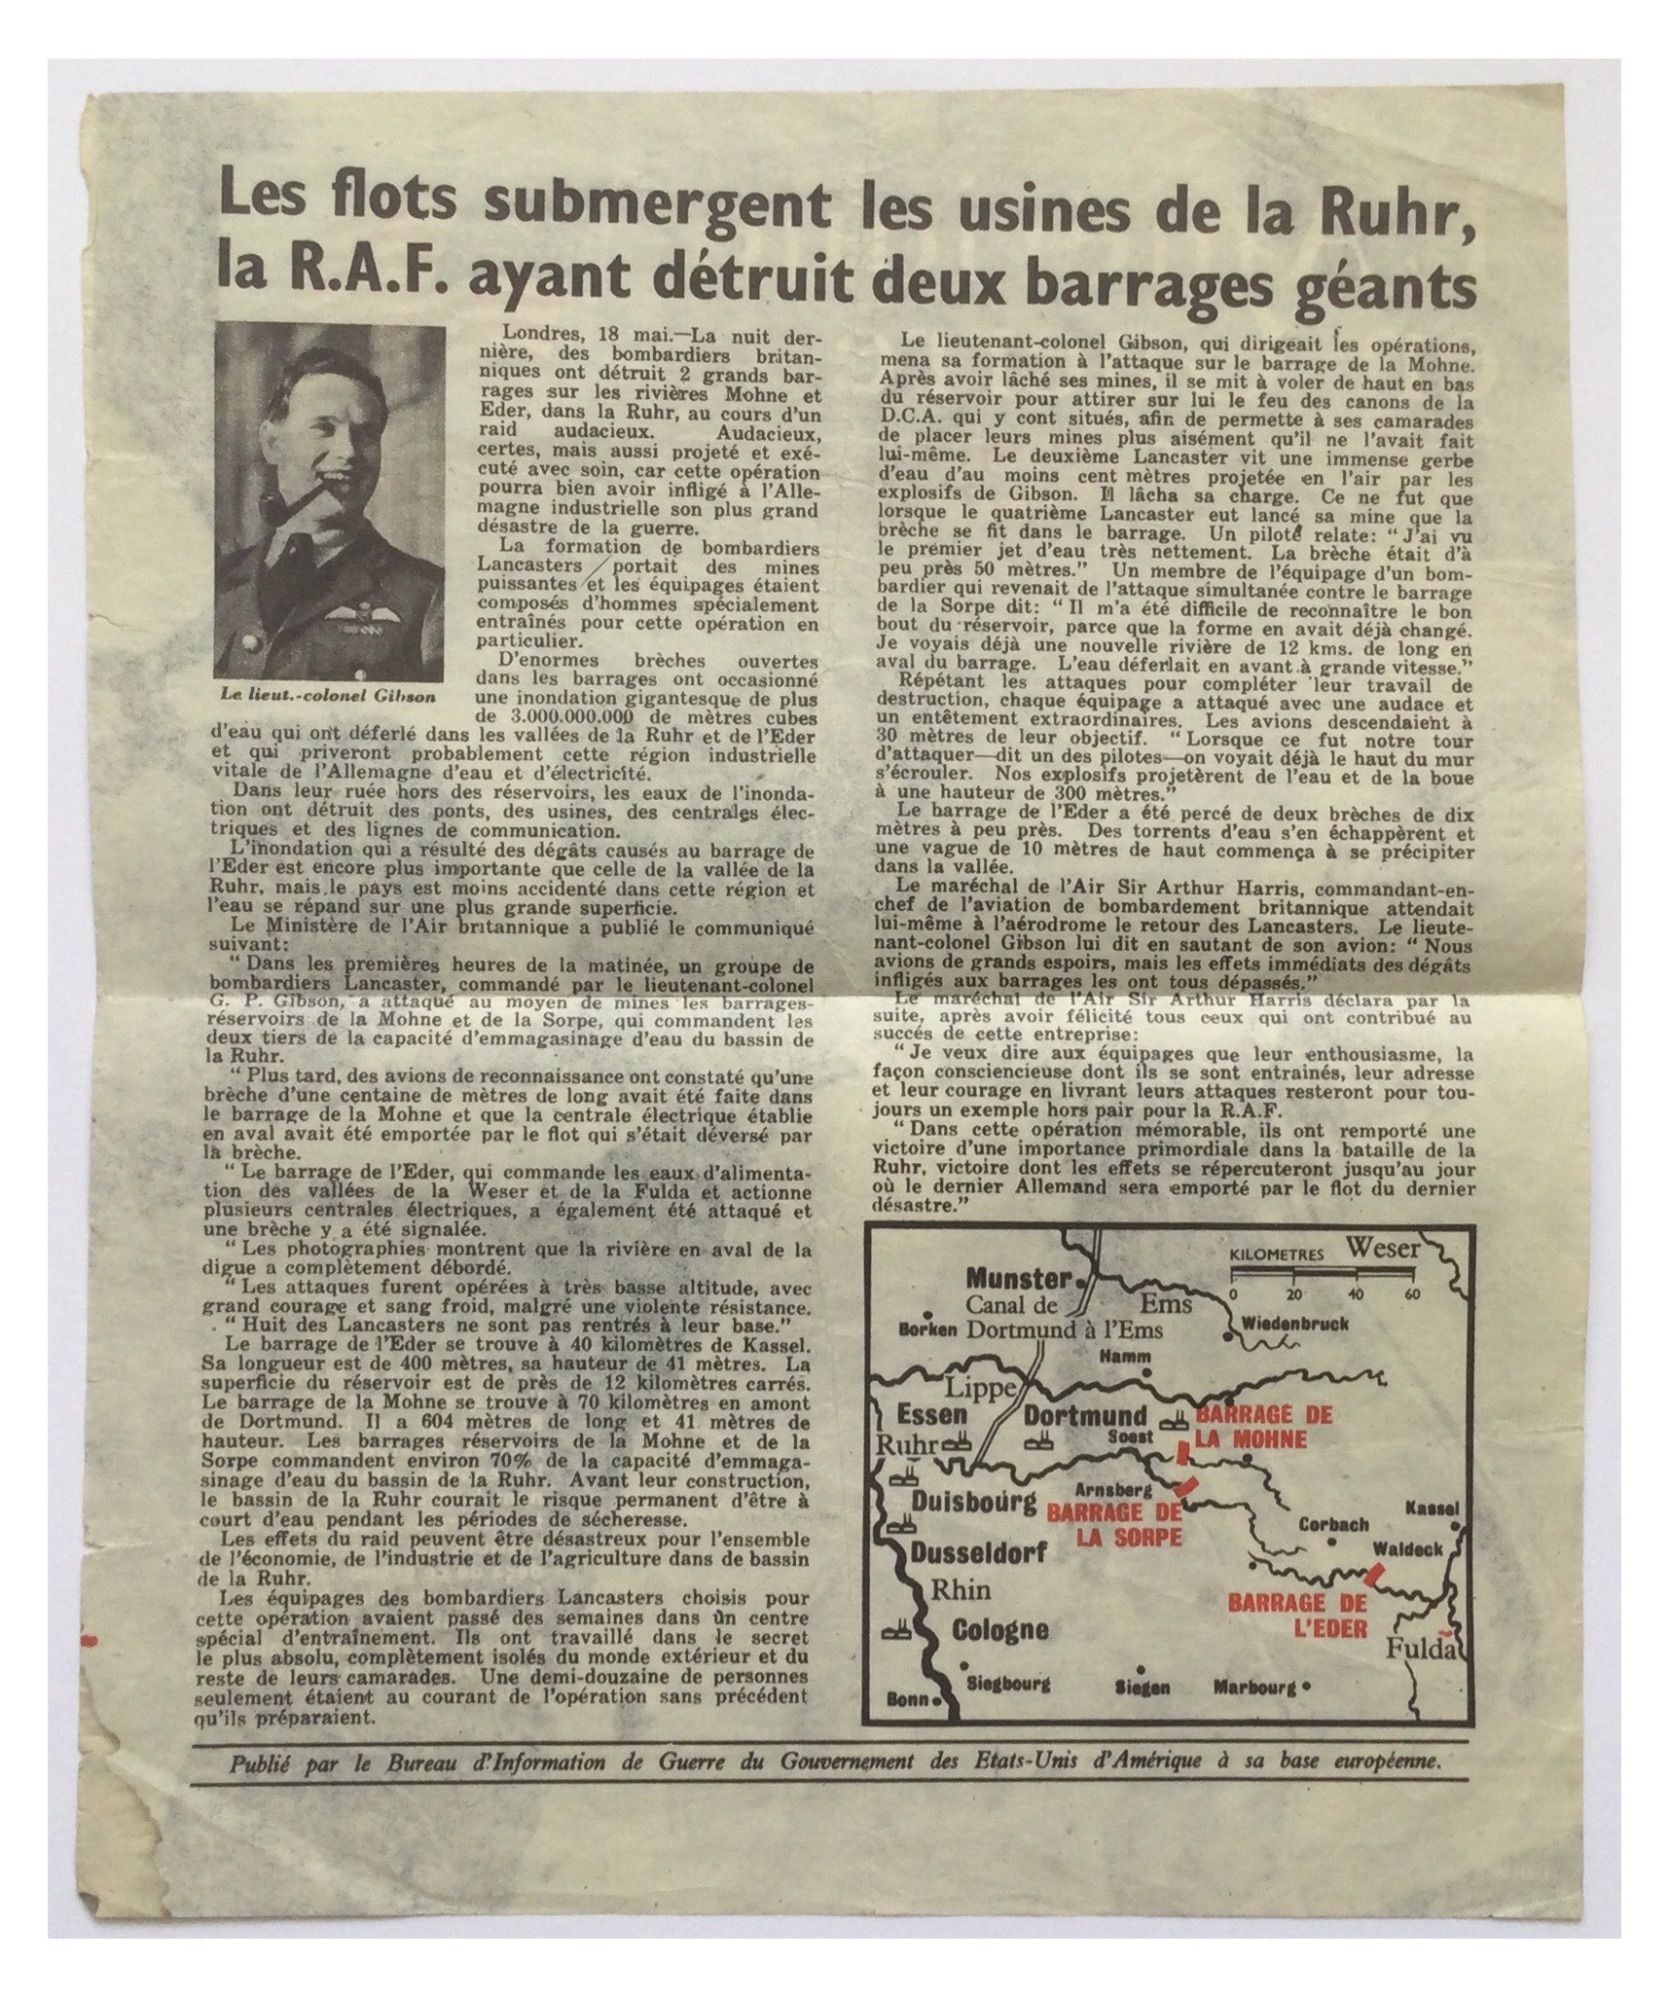 Les flots submergent les usines de la Ruhr,
la R.A.F. ayant détruit deux barrages géants
Le lieut.-colonel Gibson
Londres, 18 mai.—La nuit der-
nière, des bombardiers britan-
niques ont détruit 2 grands bar-
rages sur les rivières Mohne et
Eder, dans la Ruhr, au cours d'un
raid audacieux. Audacieux,
certes, mais aussi projeté et exé-
cuté avec soin, car cette opération
pourra bien avoir infligé à l'Alle-
magne industrielle son plus grand
désastre de la guerre.
La formation de bombardiers
Lancasters portait des mines
puissantes et les équipages étaient
composés d'hommes spécialement
entraînés pour cette opération en
particulier.
D'enormes brèches ouvertes
dans les barrages ont occasionné
une inondation gigantesque de plus
de 3.000.000.000 de mètres cubes
d'eau qui ont déferlé dans les vallées de la Ruhr et de l'Eder
et qui priveront probablement cette région industrielle
vitale de l'Allemagne d'eau et d'électricité.
Dans leur ruée hors des réservoirs, les eaux de l'inonda-
tion ont détruit des ponts, des usines, des centrales élec-
triques et des lignes de communication.
L'inondation qui a résulté des dégâts causés au barrage de
l'Eder est encore plus importante que celle de la vallée de la
Ruhr, mais le pays est moins accidenté dans cette région et
l'eau se répand sur une plus grande superficie.
Le Ministère de l'Air britannique a publié le communiqué
suivant:
“ Dans les premières heures de la matinée, un groupe de
bombardiers Lancaster, commandé par le lieutenant-colonel
G. P. Gibson, a attaqué au moyen de mines les barrages-
réservoirs de la Mohne et de la Sorpe, qui commandent les
deux tiers de la capacité d'emmagasinage d'eau du bassin de
la Ruhr.
“ Plus tard, des avions de reconnaissance ont constaté qu'une
brèche d'une centaine de mètres de long avait été faite dans
le barrage de la Mohne et que la centrale électrique établie
en aval avait été emportée par le flot qui s'était déversé par
la brèche.
“ Le barrage de l'Eder, qui commande les eaux d'alimenta-
tion des vallées de la Weser et de la Fulda et actionne
plusieurs centrales électriques, a également été attaqué et
une brèche y a été signalée.
“ Les photographies montrent que la rivière en aval de la
digue a complètement débordé.
“ Les attaques furent opérées à très basse altitude, avec
grand courage et sang froid, malgré une violente résistance.
“ Huit des Lancasters ne sont pas rentrés à leur base.”
Le barrage de l'Eder se trouve à 40 kilomètres de Kassel.
Sa longueur est de 400 mètres, sa hauteur de 41 mètres. La
superficie du réservoir est de près de 12 kilomètres carrés.
Le barrage de la Mohne se trouve à 70 kilomètres en amont
de Dortmund. Il a 604 mètres de long et 41 mètres de
hauteur. Les barrages réservoirs de la Mohne et de la
Sorpe commandent environ 70% de la capacité d'emmaga-
sinage d'eau du bassin de la Ruhr. Avant leur construction,
le bassin de la Ruhr courait le risque permanent d'être à
court d'eau pendant les périodes de sécheresse.
Les effets du raid peuvent être désastreux pour l'ensemble
de l'économie, de l'industrie et de l'agriculture dans de bassin
de la Ruhr.
Les équipages des bombardiers Lancasters choisis pour
cette opération avaient passé des semaines dans un centre
spécial d'entraînement. Ils ont travaillé dans le secret
le plus absolu, complètement isolés du monde extérieur et du
reste de leurs camarades. Une demi-douzaine de personnes
seulement étaient au courant de l'opération sans précédent
qu'ils préparaient.
Le lieutenant-colonel Gibson, qui dirigeait les opérations,
mena sa formation à l'attaque sur le barrage de la Mohne.
Après avoir lâché ses mines, il se mit à voler de haut en bas
du réservoir pour attirer sur lui le feu des canons de la
D.C.A. qui y cont situés, afin de permette à ses camarades
de placer leurs mines plus aisément qu'il ne l'avait fait
lui-même. Le deuxième Lancaster vit une immense gerbe
d'eau d'au moins cent mètres projetée en l'air par les
explosifs de Gibson. Il lâcha sa charge. Ce ne fut que
lorsque le quatrième Lancaster eut lancé sa mine que la
brèche se fit dans le barrage. Un pilote relate: “ J'ai vu
le premier jet d'eau très nettement. La brèche était d'à
peu près 50 mètres.” Un membre de l'équipage d'un bom-
bardier qui revenait de l'attaque simultanée contre le barrage
de la Sorpe dit: “ Il m'a été difficile de reconnaître le bon
bout du réservoir, parce que la forme en avait déjà changé.
Je voyais déjà une nouvelle rivière de 12 kms. de long en
aval du barrage. L'eau déferlait en avant à grande vitesse.”
Répétant les attaques pour compléter leur travail de
destruction, chaque équipage a attaqué avec une audace et
un entêtement extraordinaires. Les avions descendaient à
30 mètres de leur objectif. “ Lorsque ce fut notre tour
d'attaquer—dit un des pilotes—on voyait déjà le haut du mur
s'écrouler. Nos explosifs projetèrent de l'eau et de la boue
à une hauteur de 300 mètres.”
Le barrage de l'Eder a été percé de deux brèches de dix
mètres à peu près. Des torrents d'eau s'en échappèrent et
une vague de 10 mètres de haut commença à se précipiter
dans la vallée.
Le maréchal de l'Air Sir Arthur Harris, commandant-en-
chef de l'aviation de bombardement britannique attendait
lui-même à l'aérodrome le retour des Lancasters. Le lieute-
nant-colonel Gibson lui dit en sautant de son avion: “ Nous
avions de grands espoirs, mais les effets immédiats des dégâts
infligés aux barrages les ont tous dépassés.”
Le maréchal de l'Air Sir Arthur Harris déclara par la
suite, après avoir félicité tous ceux qui ont contribué au
succés de cette entreprise:
“ Je veux dire aux équipages que leur enthousiasme, la
façon consciencieuse dont ils se sont entrainés, leur adresse
et leur courage en livrant leurs attaques resteront pour tou-
jours un exemple hors pair pour la R.A.F.
“ Dans cette opération mémorable, ils ont remporté une
victoire d'une importance primordiale dans la bataille de la
Ruhr, victoire dont les effets se répercuteront jusqu'au jour
où le dernier Allemand sera emporté par le flot du dernier
désastre.”
KILOMETRES Weser
0 20 40 60
Munster
Canal de
Dortmund à l'Ems
Ems
Borken
Wiedenbruck
Hamm
Lippe
Essen
Dortmund
BARRAGE DE
LA MOHNE
Ruhr
Soest
Duisbourg
Arnsberg
BARRAGE DE
LA SORPE
Kassel
Corbach
Waldeck
Dusseldorf
Rhin
BARRAGE DE
L'EDER
Cologne
Fulda
Siegbourg
Siegen
Marbourg
Bonn
Publié par le Bureau d'Information de Guerre du Gouvernement des Etats-Unis d'Amérique à sa base européenne.